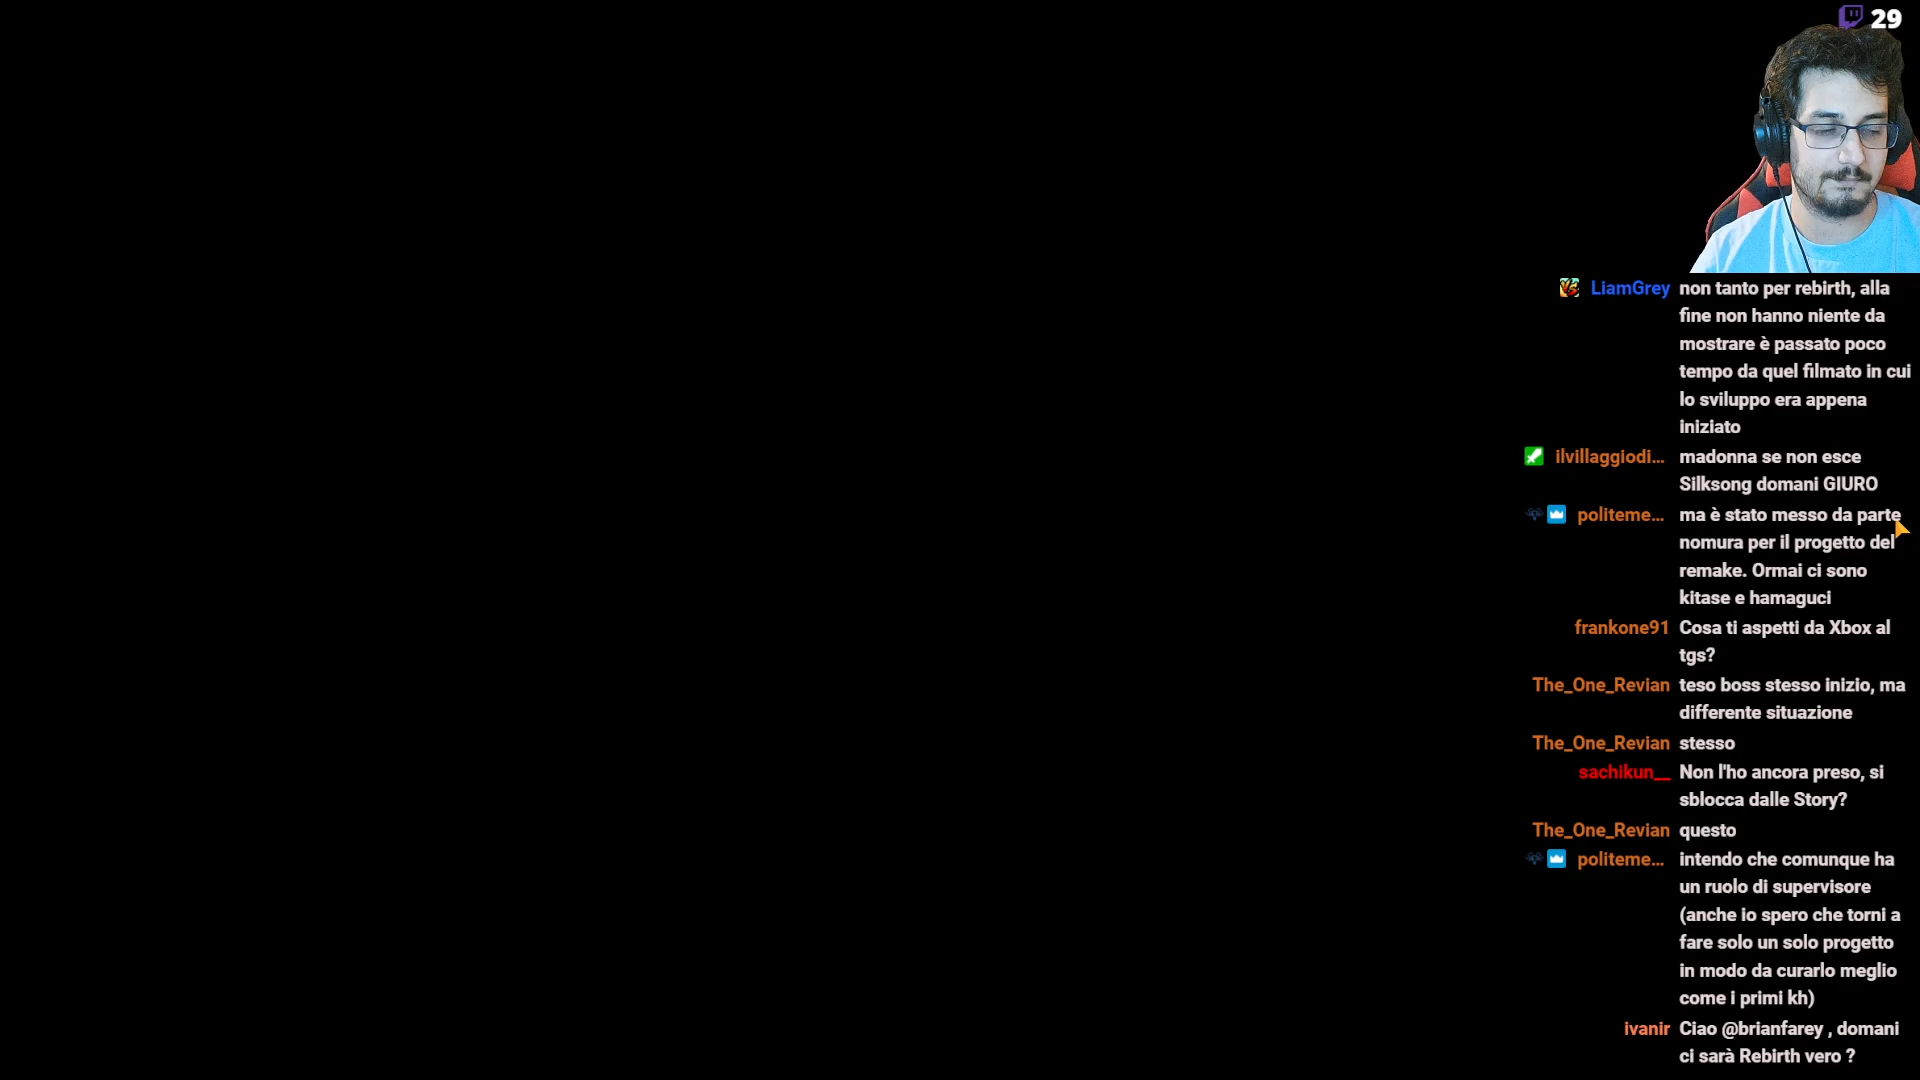 29
LiamGrey non tanto per rebirth, alla
fine non hanno niente da
mostrare è passato poco
tempo da quel filmato in cui
lo sviluppo era appena
iniziato
ilvillaggiodi... madonna se non esce
Silksong domani GIURO
politeme... ma è stato messo da parte
nomura per il progetto del
remake. Ormai ci sono
kitase e hamaguci
frankone91 Cosa ti aspetti da Xbox al
tgs?
The_One_Revian teso boss stesso inizio, ma
differente situazione
The_One_Revian stesso
sachikun__ Non l'ho ancora preso, si
sblocca dalle Story?
The_One_Revian questo
politeme... intendo che comunque ha
un ruolo di supervisore
(anche io spero che torni a
fare solo un solo progetto
in modo da curarlo meglio
come i primi kh)
ivanir Ciao @brianfarey , domani
ci sarà Rebirth vero ?